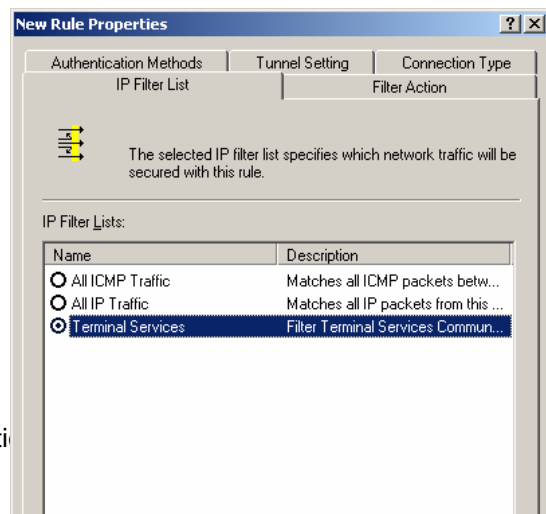 New Rule Properties
Authentication Methods Tunnel Setting Connection Type
IP Filter List Filter Action
The selected IP filter list specifies which network traffic will be
secured with this rule.
IP Filter Lists:
Name Description
All ICMP Traffic Matches all ICMP packets betw...
All IP Traffic Matches all IP packets from this ...
Terminal Services Filter Terminal Services Commun...